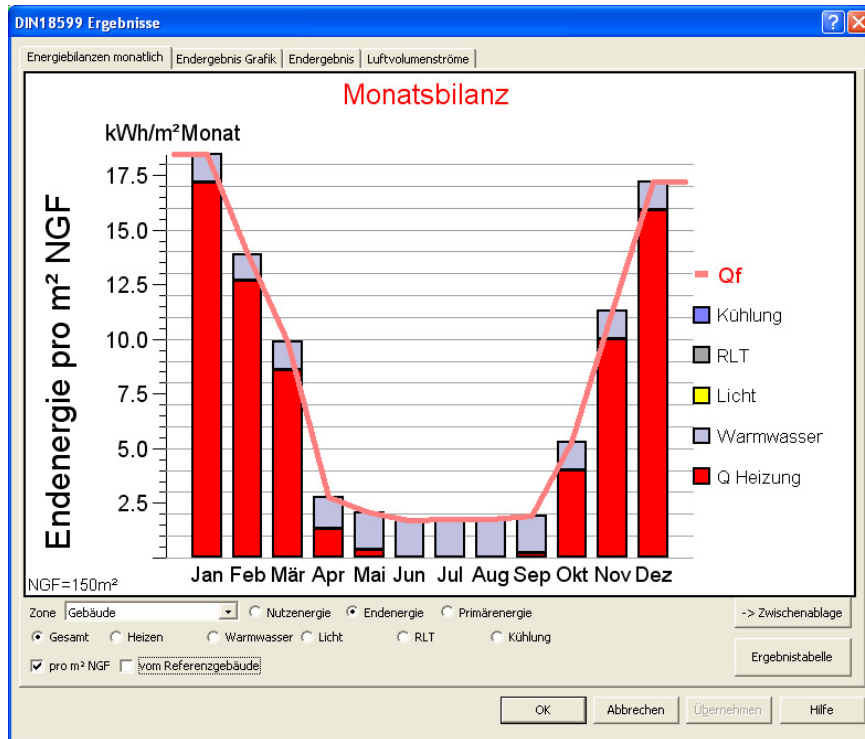 DIN18599 Ergebnisse
Energiebilanzen monatlich Endergebnis Grafik Endergebnis Luftvolumenströme
Monatsbilanz
kWh/m²Monat
Endenergie pro m² NGF
17.5
15.0
12.5
10.0
7.5
5.0
2.5
Jan Feb Mär Apr Mai Jun Jul Aug Sep Okt Nov Dez
Qf
Kühlung
RLT
Licht
Warmwasser
Q Heizung
NGF=150m²
Zone Gebäude Nutzenergie Endenergie Primärenergie -> Zwischenablage
Gesamt Heizen Warmwasser Licht RLT Kühlung
pro m² NGF vom Referenzgebäude Ergebnistabelle
OK Abbrechen Übernehmen Hilfe